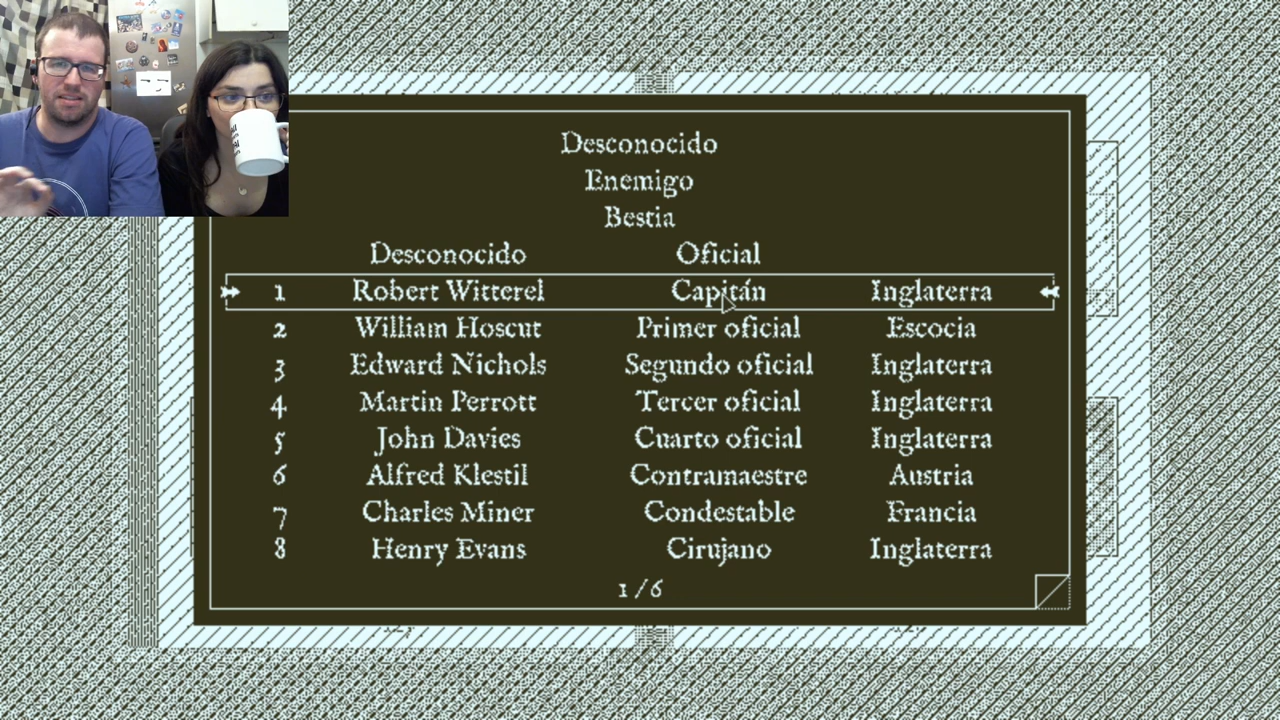 Desconocido
Enemigo
Bestia
Desconocido Oficial
1 Robert Witterel Capitán Inglaterra
2 William Hoscut Primer oficial Escocia
3 Edward Nichols Segundo oficial Inglaterra
4 Martin Perrott Tercer oficial Inglaterra
5 John Davies Cuarto oficial Inglaterra
6 Alfred Klestil Contramaestre Austria
7 Charles Miner Condestable Francia
8 Henry Evans Cirujano Inglaterra
1/6